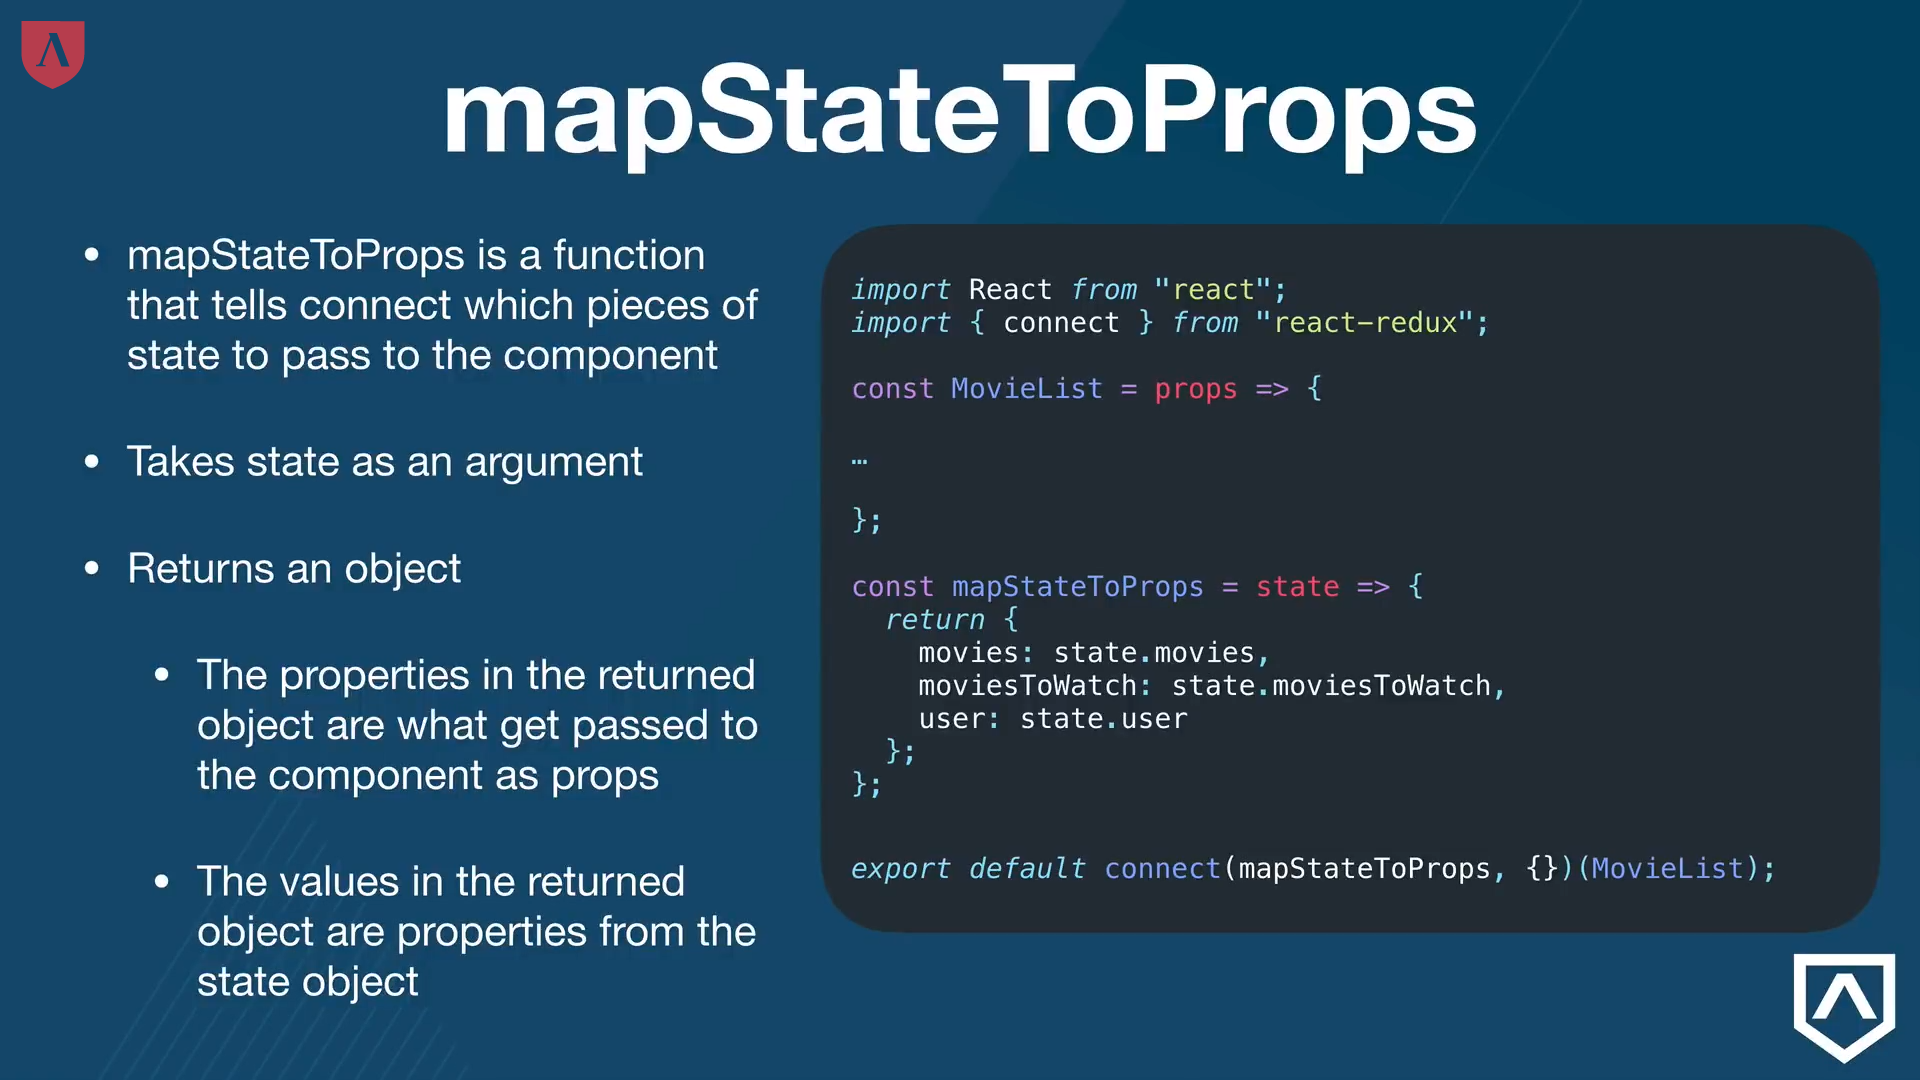 mapStateToProps
• mapStateToProps is a function
that tells connect which pieces of
state to pass to the component
• Takes state as an argument
• Returns an object
• The properties in the returned
object are what get passed to
the component as props
• The values in the returned
object are properties from the
state object
import React from "react";
import { connect } from "react-redux";
const MovieList = props => {
…
};
const mapStateToProps = state => {
return {
movies: state.movies,
moviesToWatch: state.moviesToWatch,
user: state.user
};
};
export default connect(mapStateToProps, {})(MovieList);